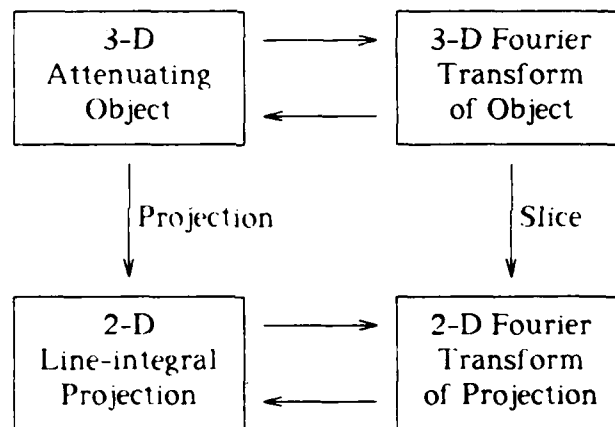 3-D
Attenuating
Object
3-D Fourier
Transform
of Object
Projection
Slice
2-D
Line-integral
Projection
2-D Fourier
Transform
of Projection